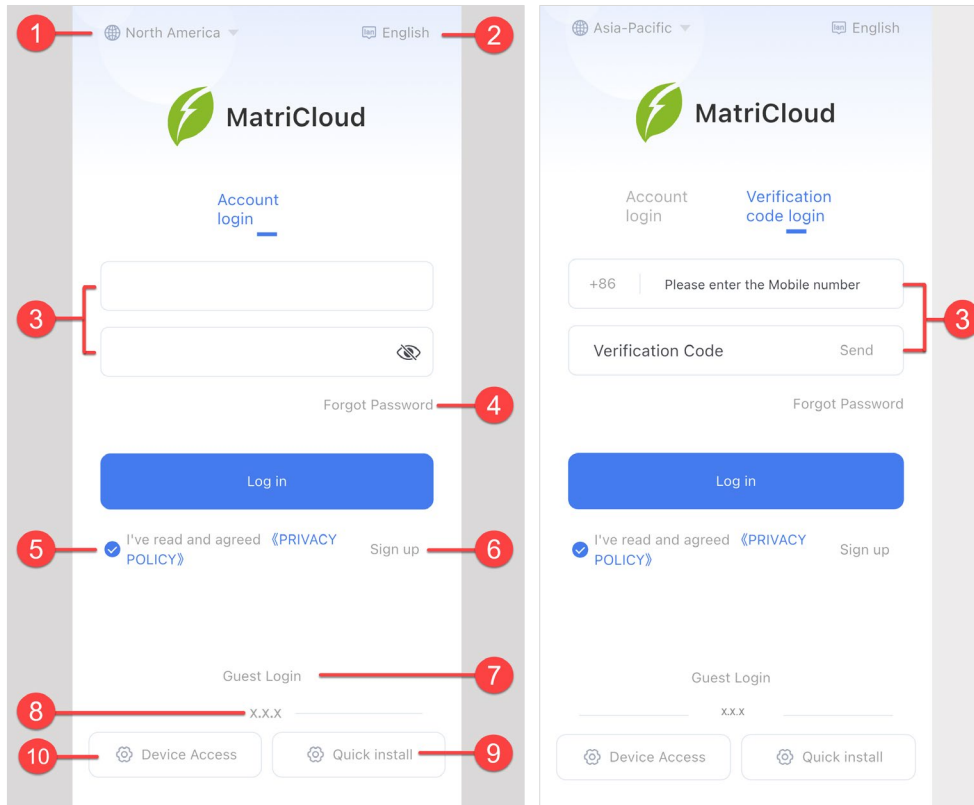 1
North America
English
2
MatriCloud
Account
login
3
Forgot Password
4
Log in
5
I've read and agreed 《PRIVACY
POLICY》
Sign up
6
Guest Login
7
8
X.X.X
10
Device Access
Quick install
9
Asia-Pacific
English
MatriCloud
Account
login
Verification
code login
+86
Please enter the Mobile number
3
Verification Code
Send
Forgot Password
Log in
I've read and agreed 《PRIVACY
POLICY》
Sign up
Guest Login
X.X.X
Device Access
Quick install